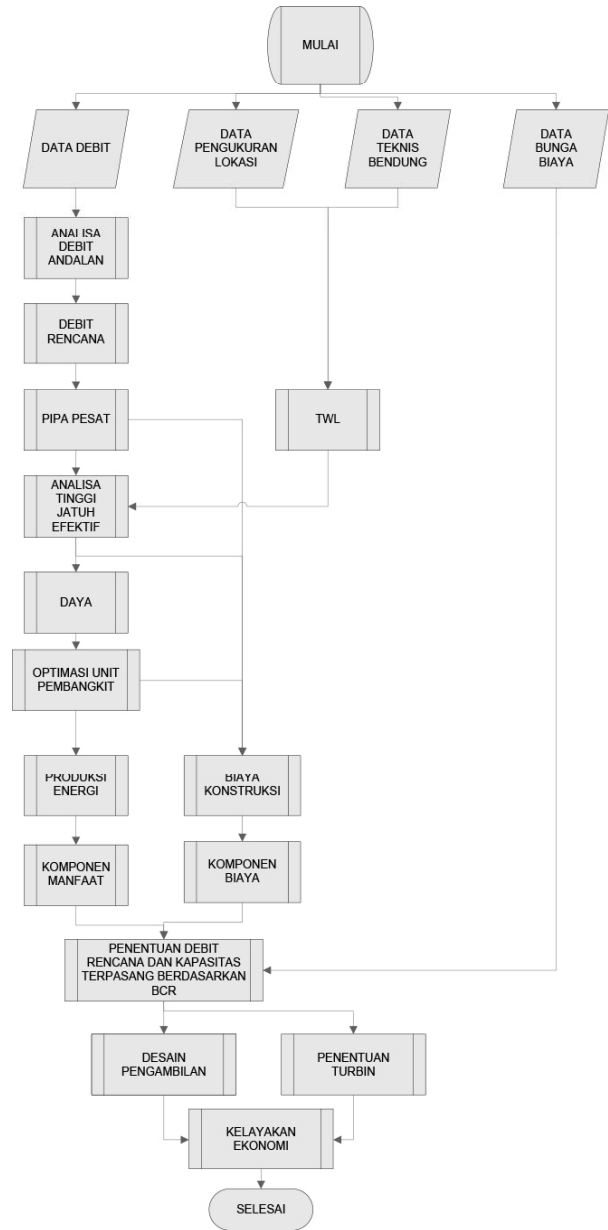 MULAI
DATA DEBIT
DATA
PENGUKURAN
LOKASI
DATA
TEKNIS
BENDUNG
DATA
BUNGA
BIAYA
ANALISA
DEBIT
ANDALAN
DEBIT
RENCANA
PIPA PESAT
TWL
ANALISA
TINGGI
JATUH
EFEKTIF
DAYA
OPTIMASI UNIT
PEMBANGKIT
PRODUKSI
ENERGI
BIAYA
KONSTRUKSI
KOMPONEN
MANFAAT
KOMPONEN
BIAYA
PENENTUAN DEBIT
RENCANA DAN KAPASITAS
TERPASANG BERDASARKAN
BCR
DESAIN
PENGAMBILAN
PENENTUAN
TURBIN
KELAYAKAN
EKONOMI
SELESAI